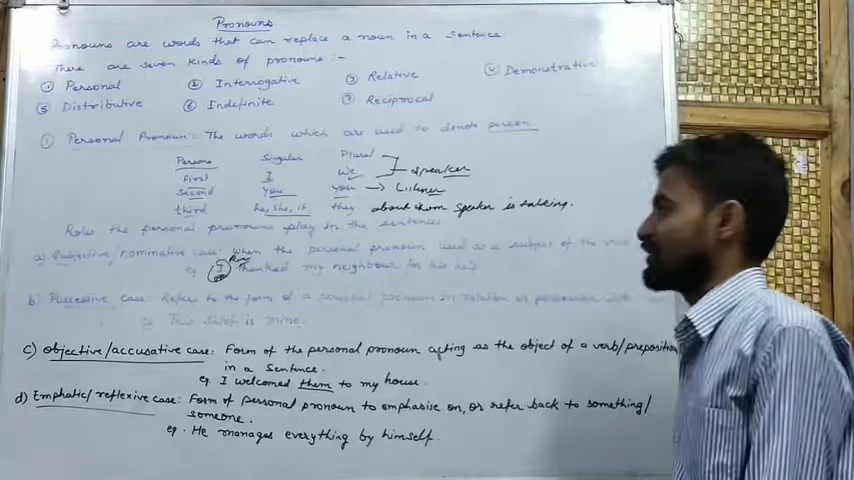 Pronouns
Pronouns are words that can replace a noun in a sentence.
There are seven kinds of pronouns :-
① Personal ② Interrogative ③ Relative ④ Demonstrative
⑤ Distributive ⑥ Indefinite ⑦ Reciprocal
① Personal Pronoun: The words which are used to denote person
Persons Singular Plural
First I We speaker
Second You you → Listener
third he, she, it they about whom speaker is talking.
Roles the personal pronouns play in the sentence
a) Subjective/nominative case: when the personal pronoun used as a subject of the
eg I thanked my neighbour for his help
b) Possessive case: Refer to the form of a personal pronoun in relation or possession
eg This shirt is mine.
c) Objective/accusative case: Form of the personal pronoun acting as the object of a verb/preposition
in a sentence.
eg. I welcomed them to my house.
d) Emphatic/reflexive case: Form of personal pronoun to emphasise on, or refer back to something/
someone.
eg. He manages everything by himself.